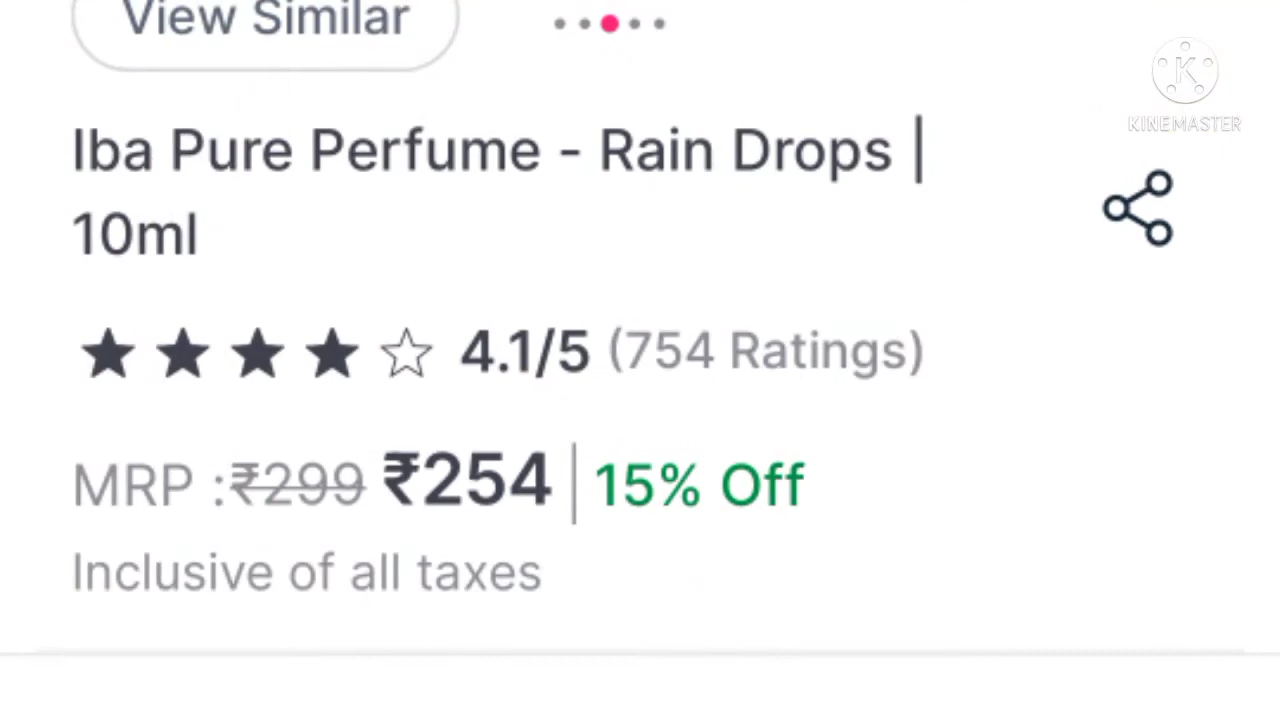 View Similar
K
KINEMASTER
Iba Pure Perfume - Rain Drops |
10ml
4.1/5 (754 Ratings)
MRP :₹299 ₹254 | 15% Off
Inclusive of all taxes